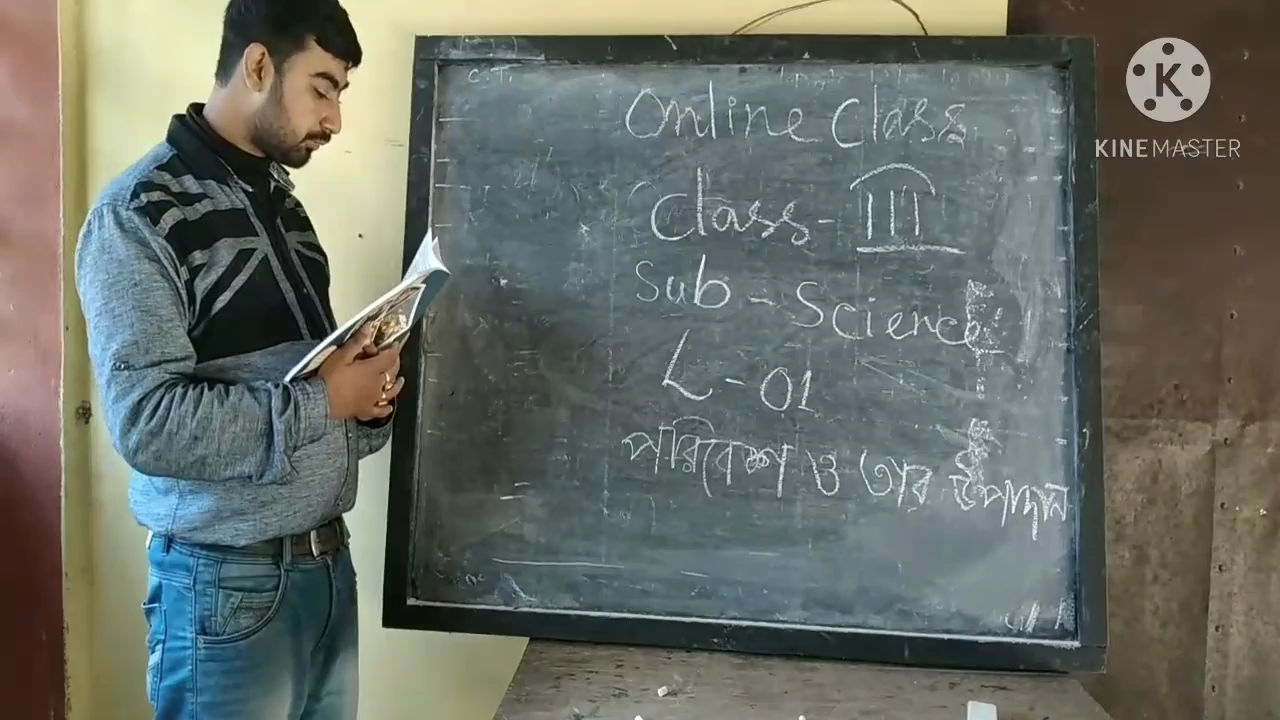 C.T.
Online Class
Class - III
Sub - Science
L - 01
পরিবেশ ও তার উপাদান
K
KINEMASTER